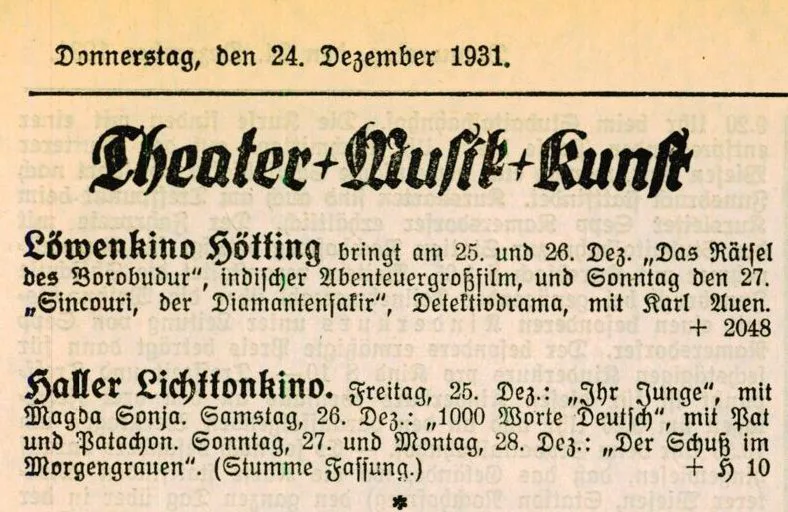 Donnerstag, den 24. Dezember 1931.
Theater + Musik + Kunst
Löwenkino Hötting bringt am 25. und 26. Dez. „Das Rätsel
des Borobudur“, indischer Abenteuergroßfilm, und Sonntag den 27.
„Sincouri, der Diamantenfakir“, Detektivdrama, mit Karl Auen.
+ 2048
Haller Lichttonkino. Freitag, 25. Dez.: „Ihr Junge“, mit
Magda Sonja. Samstag, 26. Dez.: „1000 Worte Deutsch“, mit Pat
und Patachon. Sonntag, 27. und Montag, 28. Dez.: „Der Schuß im
Morgengrauen“. (Stumme Fassung.)
+ H 10
*